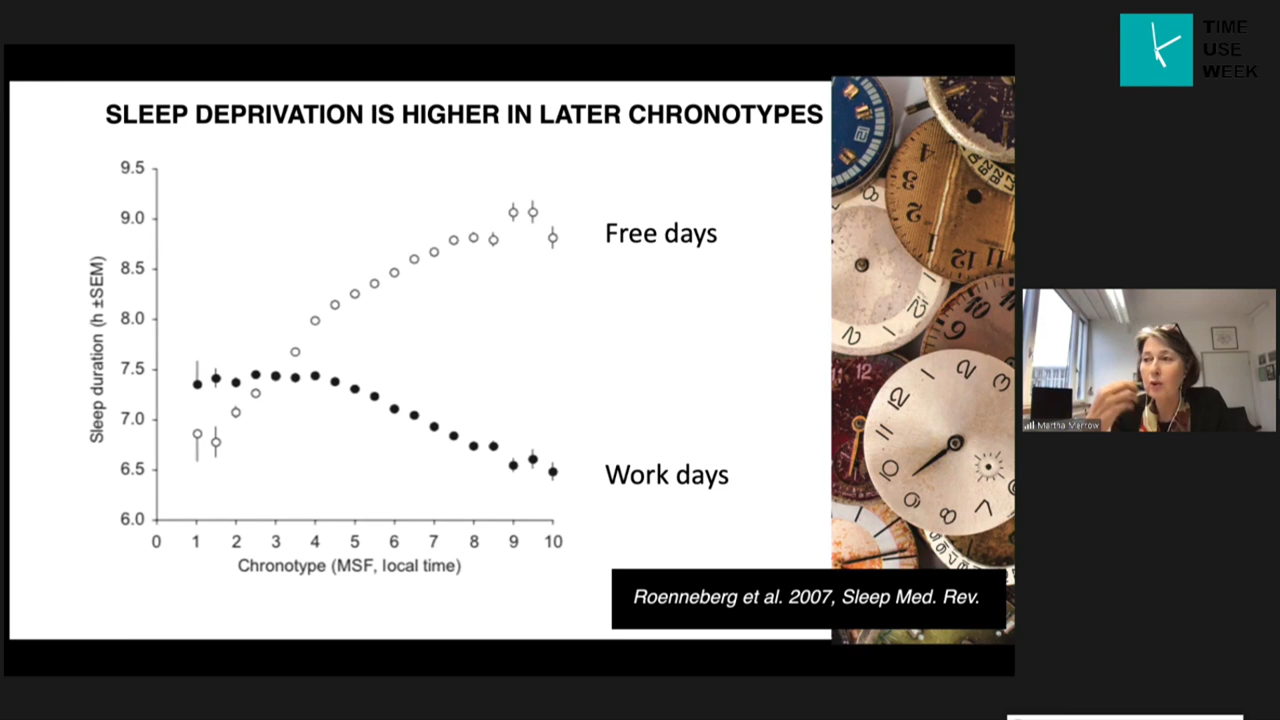 TIME
USE
WEEK
SLEEP DEPRIVATION IS HIGHER IN LATER CHRONOTYPES
9.5
9.0
8.5
8.0
7.5
7.0
6.5
6.0
Sleep duration (h ±SEM)
0 1 2 3 4 5 6 7 8 9 10
Chronotype (MSF, local time)
Free days
Work days
Roenneberg et al. 2007, Sleep Med. Rev.
Martha Merrow